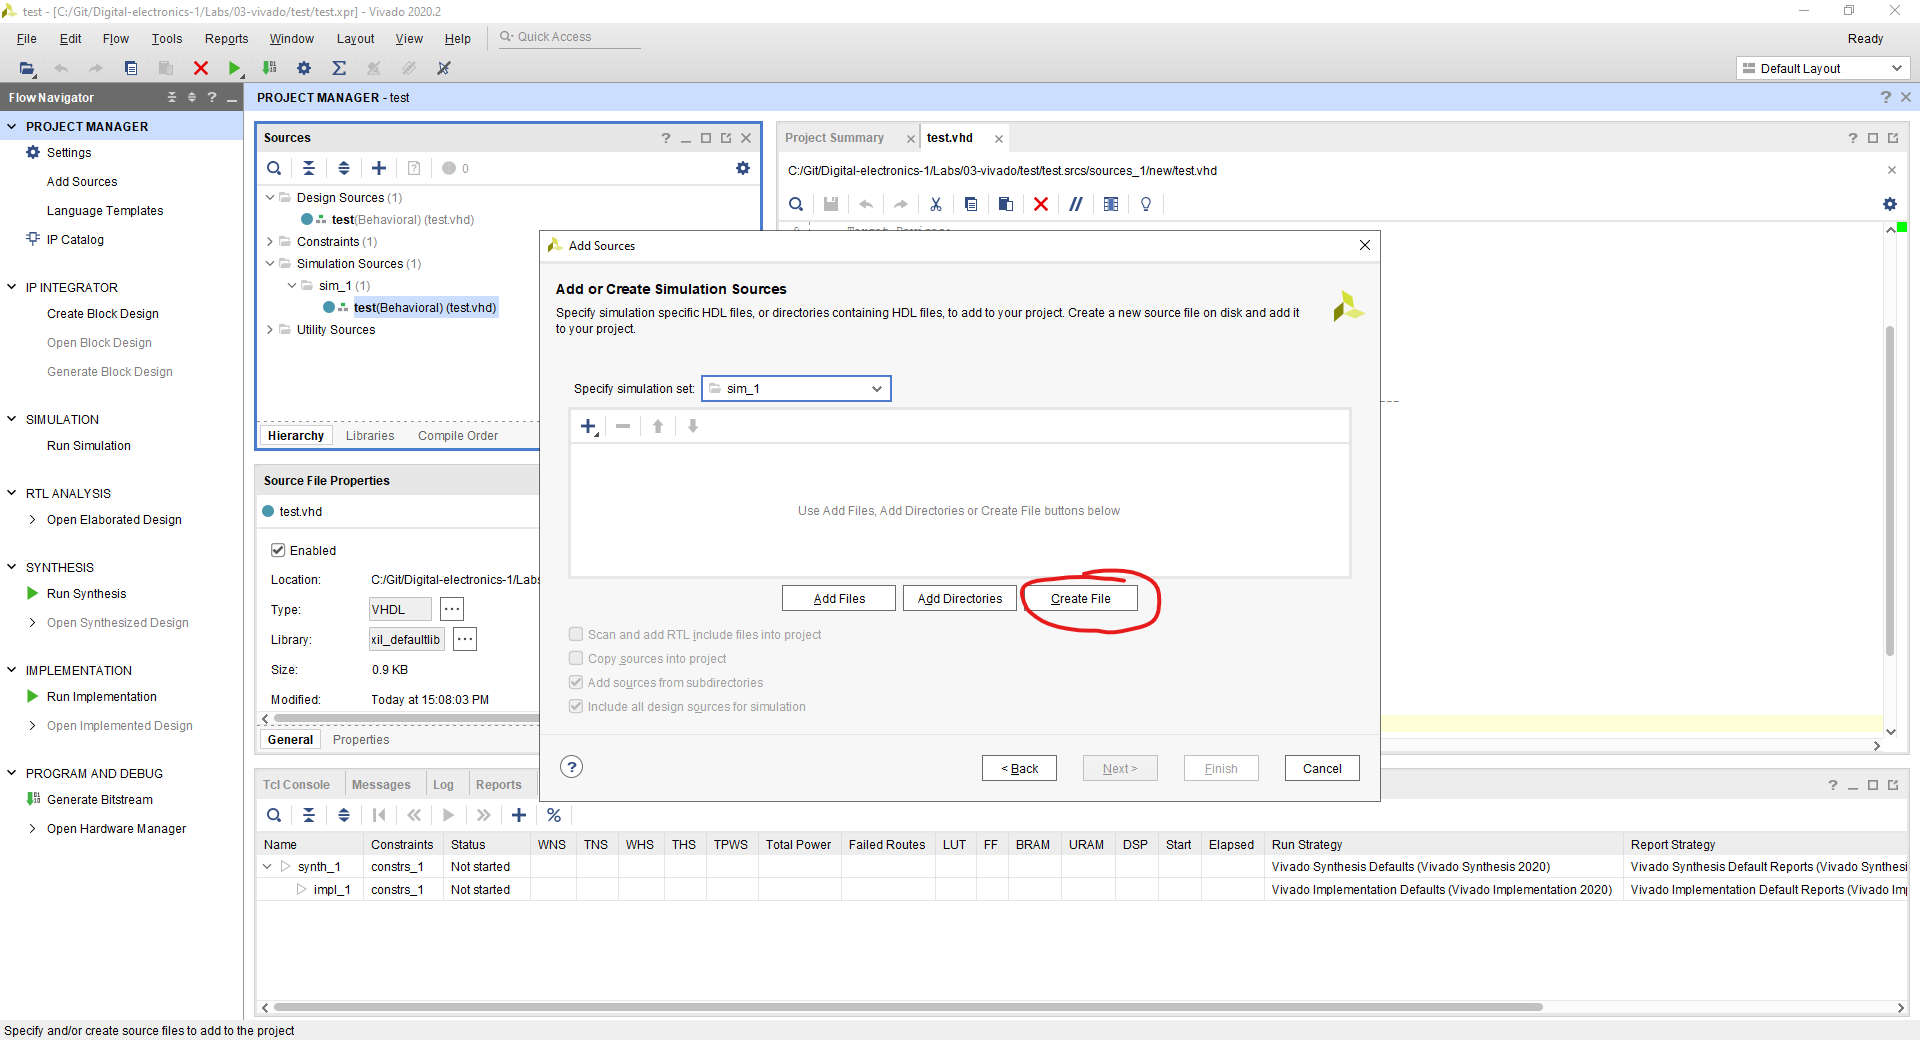 test - [C:/Git/Digital-electronics-1/Labs/03-vivado/test/test.xpr] - Vivado 2020.2
File Edit Flow Tools Reports Window Layout View Help Quick Access Ready
Default Layout
Flow Navigator
PROJECT MANAGER
Settings
Add Sources
Language Templates
IP Catalog
IP INTEGRATOR
Create Block Design
Open Block Design
Generate Block Design
SIMULATION
Run Simulation
RTL ANALYSIS
Open Elaborated Design
SYNTHESIS
Run Synthesis
Open Synthesized Design
IMPLEMENTATION
Run Implementation
Open Implemented Design
PROGRAM AND DEBUG
Generate Bitstream
Open Hardware Manager
PROJECT MANAGER - test
Sources
0
Design Sources (1)
test(Behavioral) (test.vhd)
Constraints (1)
Simulation Sources (1)
sim_1 (1)
test(Behavioral) (test.vhd)
Utility Sources
Hierarchy Libraries Compile Order
Source File Properties
test.vhd
Enabled
Location: C:/Git/Digital-electronics-1/Labs
Type: VHDL
Library: xil_defaultlib
Size: 0.9 KB
Modified: Today at 15:08:03 PM
General Properties
Project Summary test.vhd
C:/Git/Digital-electronics-1/Labs/03-vivado/test/test.srcs/sources_1/new/test.vhd
Add Sources
Add or Create Simulation Sources
Specify simulation specific HDL files, or directories containing HDL files, to add to your project. Create a new source file on disk and add it
to your project.
Specify simulation set: sim_1
Use Add Files, Add Directories or Create File buttons below
Add Files Add Directories Create File
Scan and add RTL include files into project
Copy sources into project
Add sources from subdirectories
Include all design sources for simulation
? < Back Next > Finish Cancel
Tcl Console Messages Log Reports
Name Constraints Status WNS TNS WHS THS TPWS Total Power Failed Routes LUT FF BRAM URAM DSP Start Elapsed Run Strategy Report Strategy
synth_1 constrs_1 Not started Vivado Synthesis Defaults (Vivado Synthesis 2020) Vivado Synthesis Default Reports (Vivado Synthesi
impl_1 constrs_1 Not started Vivado Implementation Defaults (Vivado Implementation 2020) Vivado Implementation Default Reports (Vivado Im
Specify and/or create source files to add to the project